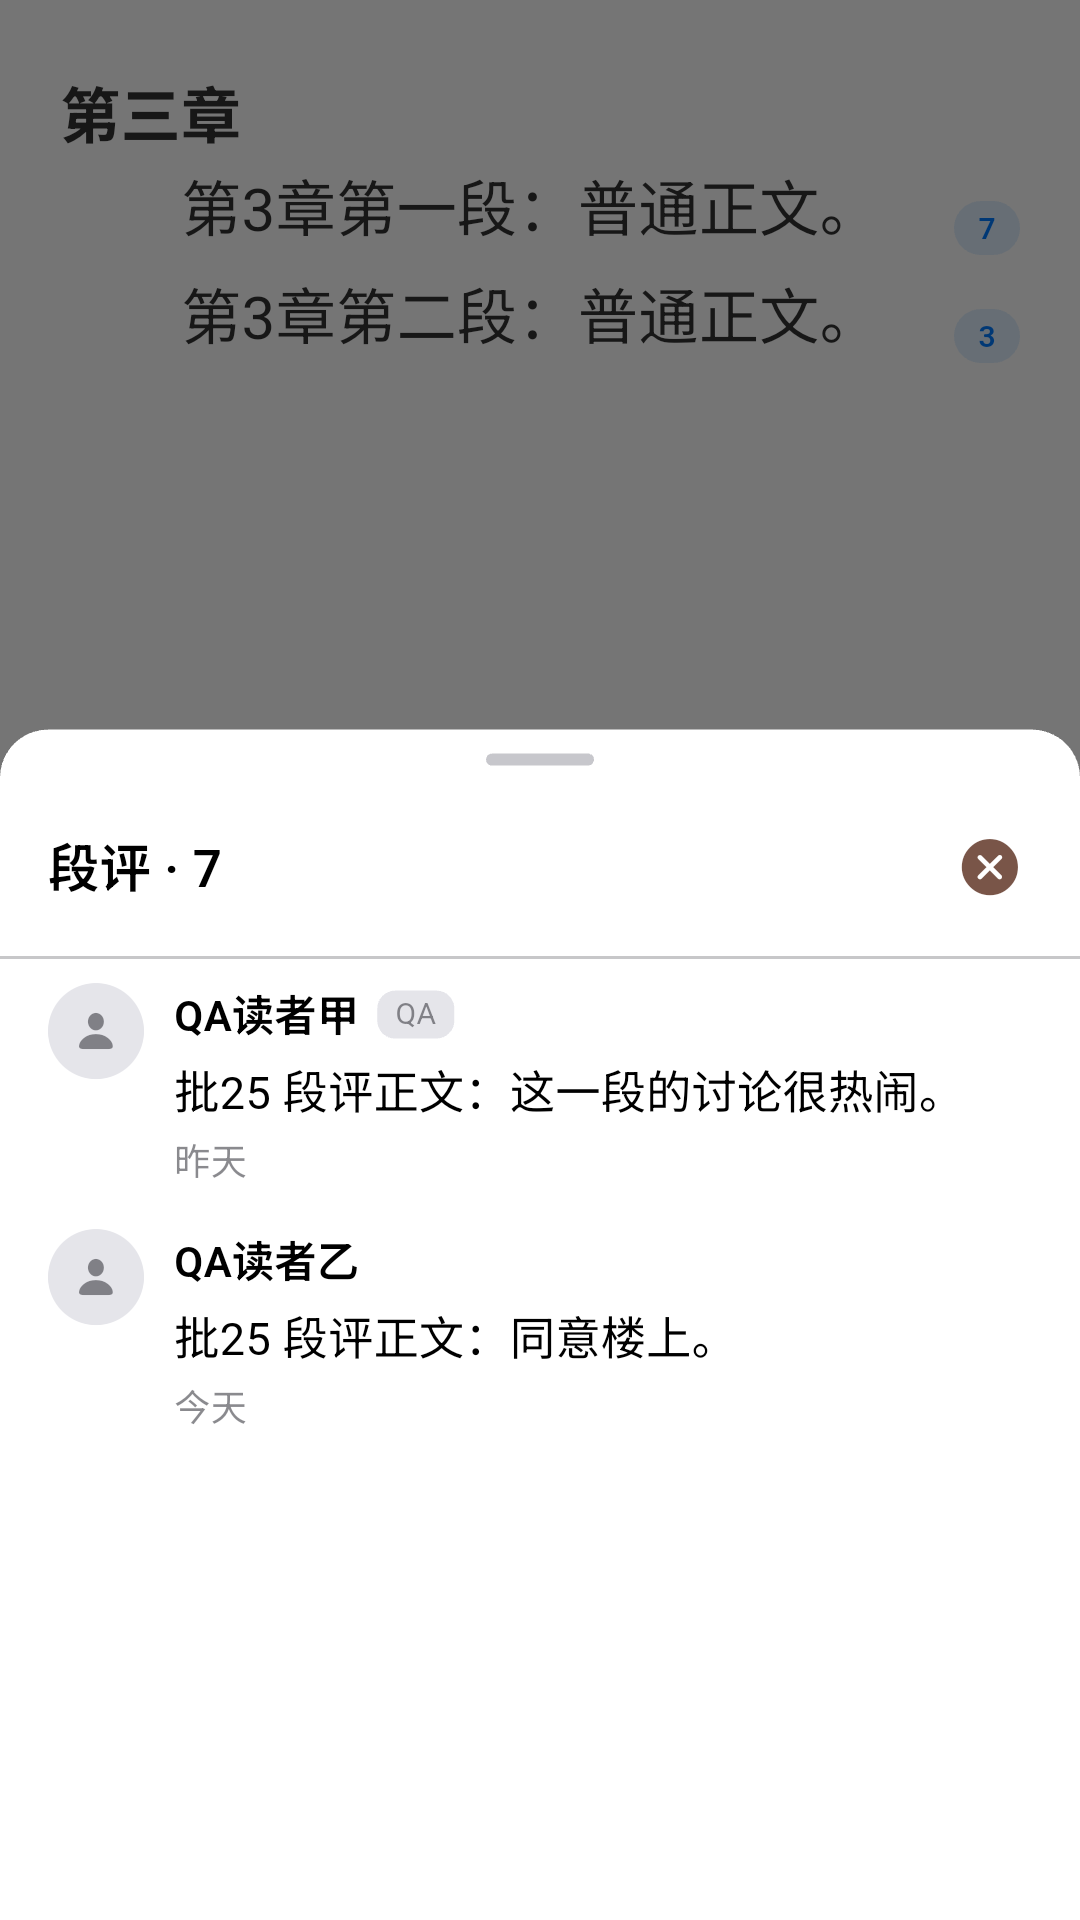 第三章
第3章第一段：普通正文。
7
第3章第二段：普通正文。
3
段评 · 7
QA读者甲 QA
批25 段评正文：这一段的讨论很热闹。
昨天
QA读者乙
批25 段评正文：同意楼上。
今天